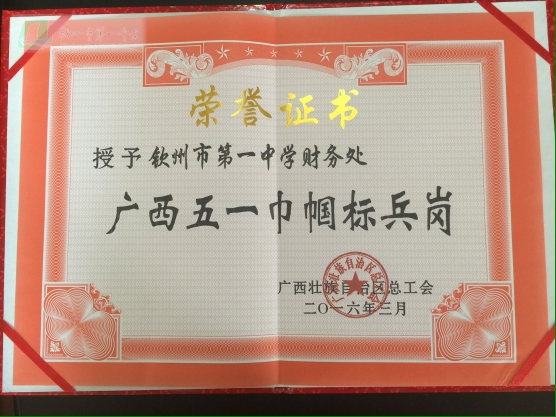 荣誉证书
授予 钦州市第一中学财务处
广西五一巾帼标兵岗
广西壮族自治区总工会
二〇一六年三月